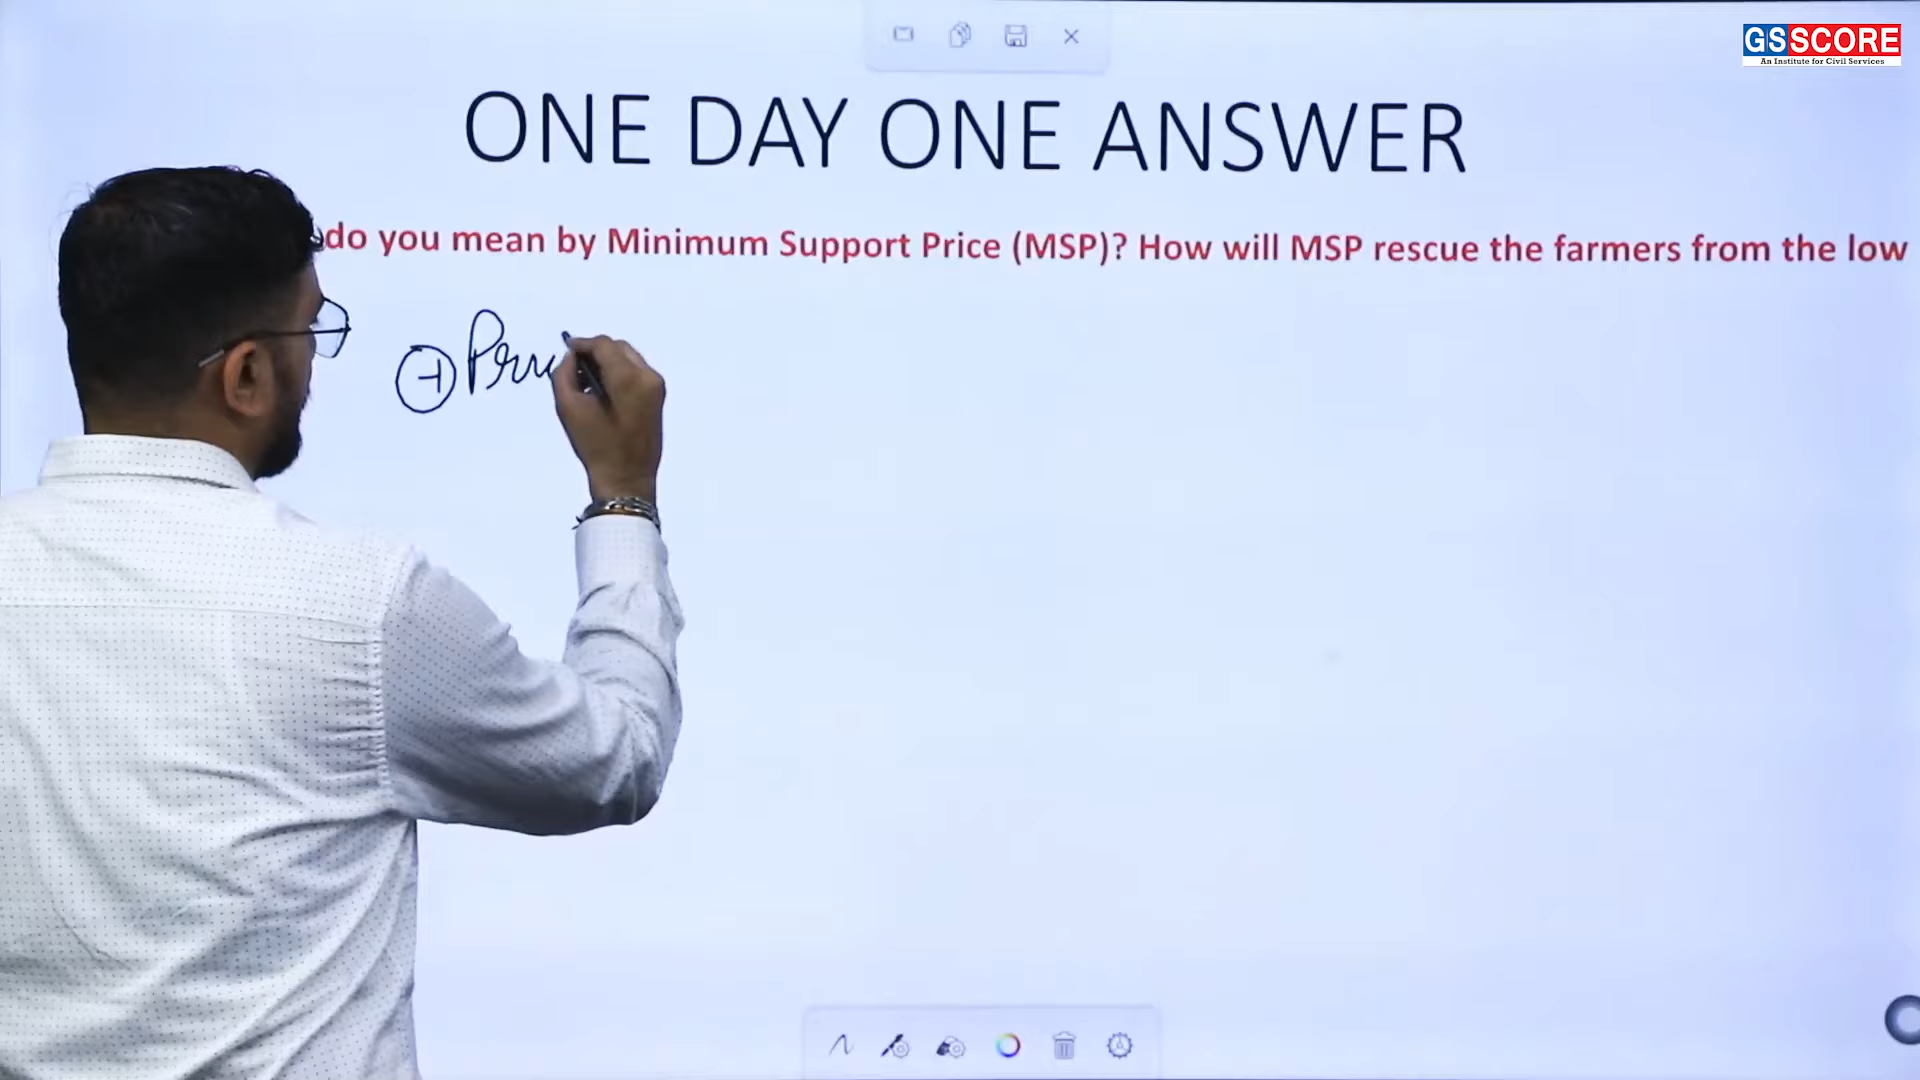 GSSCORE
An Institute for Civil Services
ONE DAY ONE ANSWER
do you mean by Minimum Support Price (MSP)? How will MSP rescue the farmers from the low